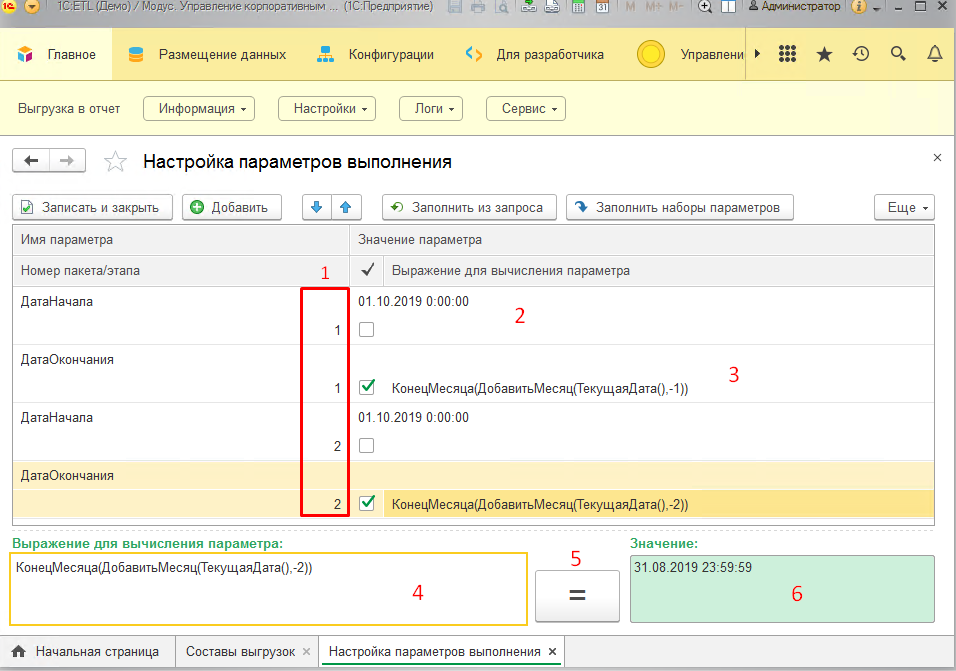 1С:ETL (Демо) / Модус. Управление корпоративным ... (1С:Предприятие) M M+ M- Администратор
Главное Размещение данных Конфигурации Для разработчика Управлени
Выгрузка в отчет Информация Настройки Логи Сервис
Настройка параметров выполнения
Записать и закрыть Добавить Заполнить из запроса Заполнить наборы параметров Еще
Имя параметра Значение параметра
Номер пакета/этапа 1 Выражение для вычисления параметра
ДатаНачала 01.10.2019 0:00:00
2
1
ДатаОкончания
3
1 КонецМесяца(ДобавитьМесяц(ТекущаяДата(),-1))
ДатаНачала 01.10.2019 0:00:00
2
ДатаОкончания
2 КонецМесяца(ДобавитьМесяц(ТекущаяДата(),-2))
Выражение для вычисления параметра: 5 Значение:
КонецМесяца(ДобавитьМесяц(ТекущаяДата(),-2)) 31.08.2019 23:59:59
4 = 6
Начальная страница Составы выгрузок × Настройка параметров выполнения ×